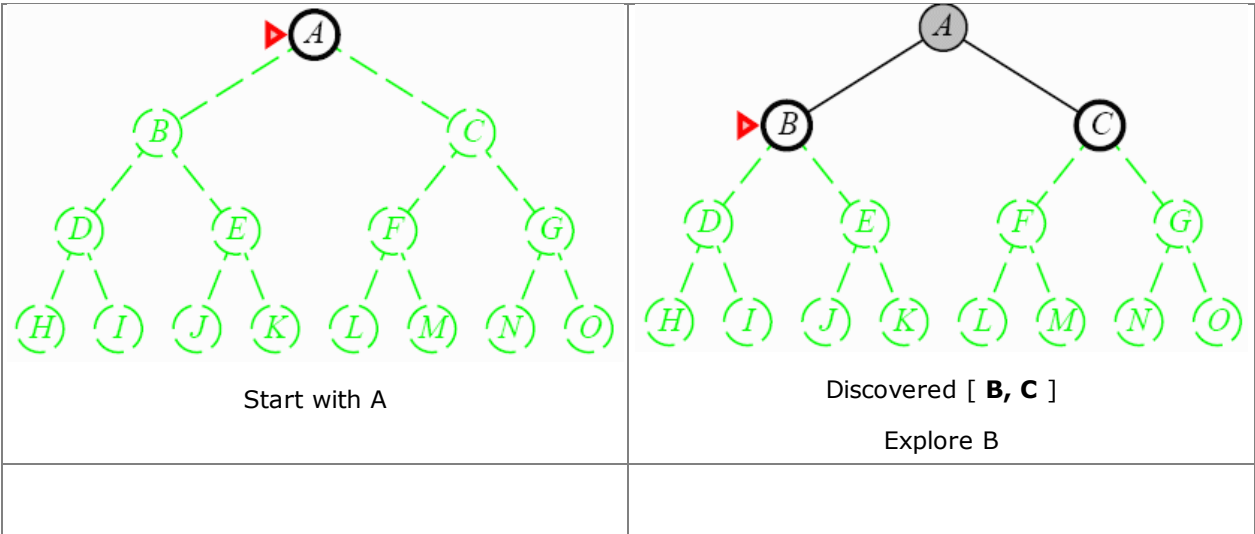 A
B C
D E F G
H I J K L M N O
Start with A
A
B C
D E F G
H I J K L M N O
Discovered [ B, C ]
Explore B